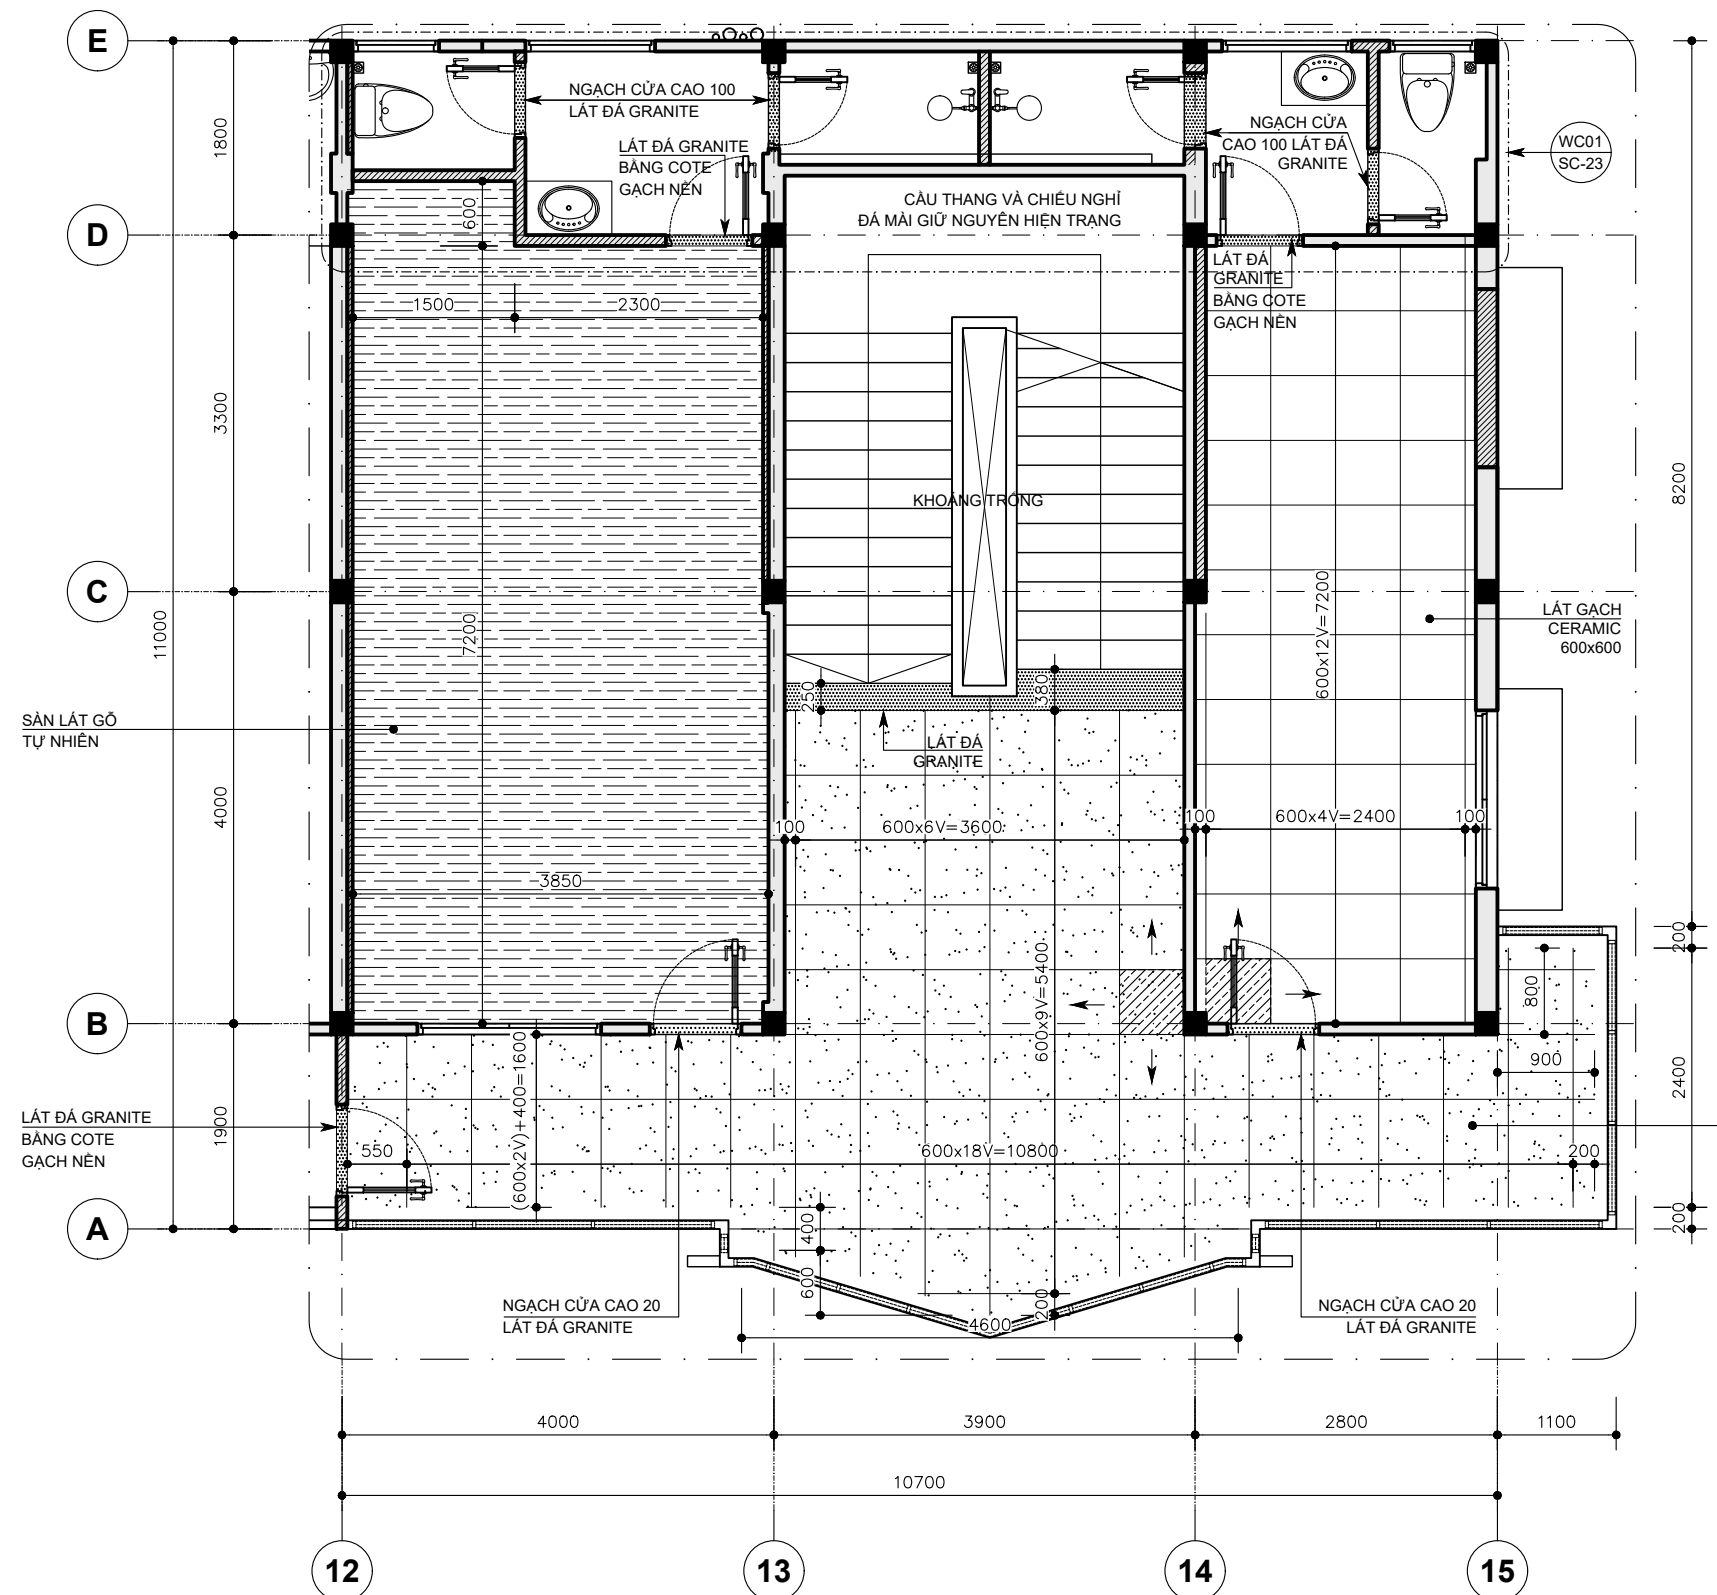 E
NGẠCH CỬA CAO 100
LÁT ĐÁ GRANITE
NGẠCH CỬA
CAO 100 LÁT ĐÁ
GRANITE
WC01
SC-23
1800
LÁT ĐÁ GRANITE
BẰNG COTE
GẠCH NỀN
CẦU THANG VÀ CHIẾU NGHỈ
ĐÁ MÀI GIỮ NGUYÊN HIỆN TRẠNG
600
D
LÁT ĐÁ
GRANITE
BẰNG COTE
GẠCH NỀN
1500
2300
3300
8200
KHOẢNG TRỐNG
C
11000
7200
600x12V=7200
LÁT GẠCH
CERAMIC
600x600
250
380
SÀN LÁT GỖ
TỰ NHIÊN
LÁT ĐÁ
GRANITE
4000
100
600x6V=3600
100
600x4V=2400
100
3850
200
600x9V=5400
800
B
(600x2V)+400=1600
900
2400
LÁT ĐÁ GRANITE
BẰNG COTE
GẠCH NỀN
1900
550
600x18V=10800
200
A
400
200
600
200
NGẠCH CỬA CAO 20
LÁT ĐÁ GRANITE
4600
NGẠCH CỬA CAO 20
LÁT ĐÁ GRANITE
4000
3900
2800
1100
10700
12
13
14
15